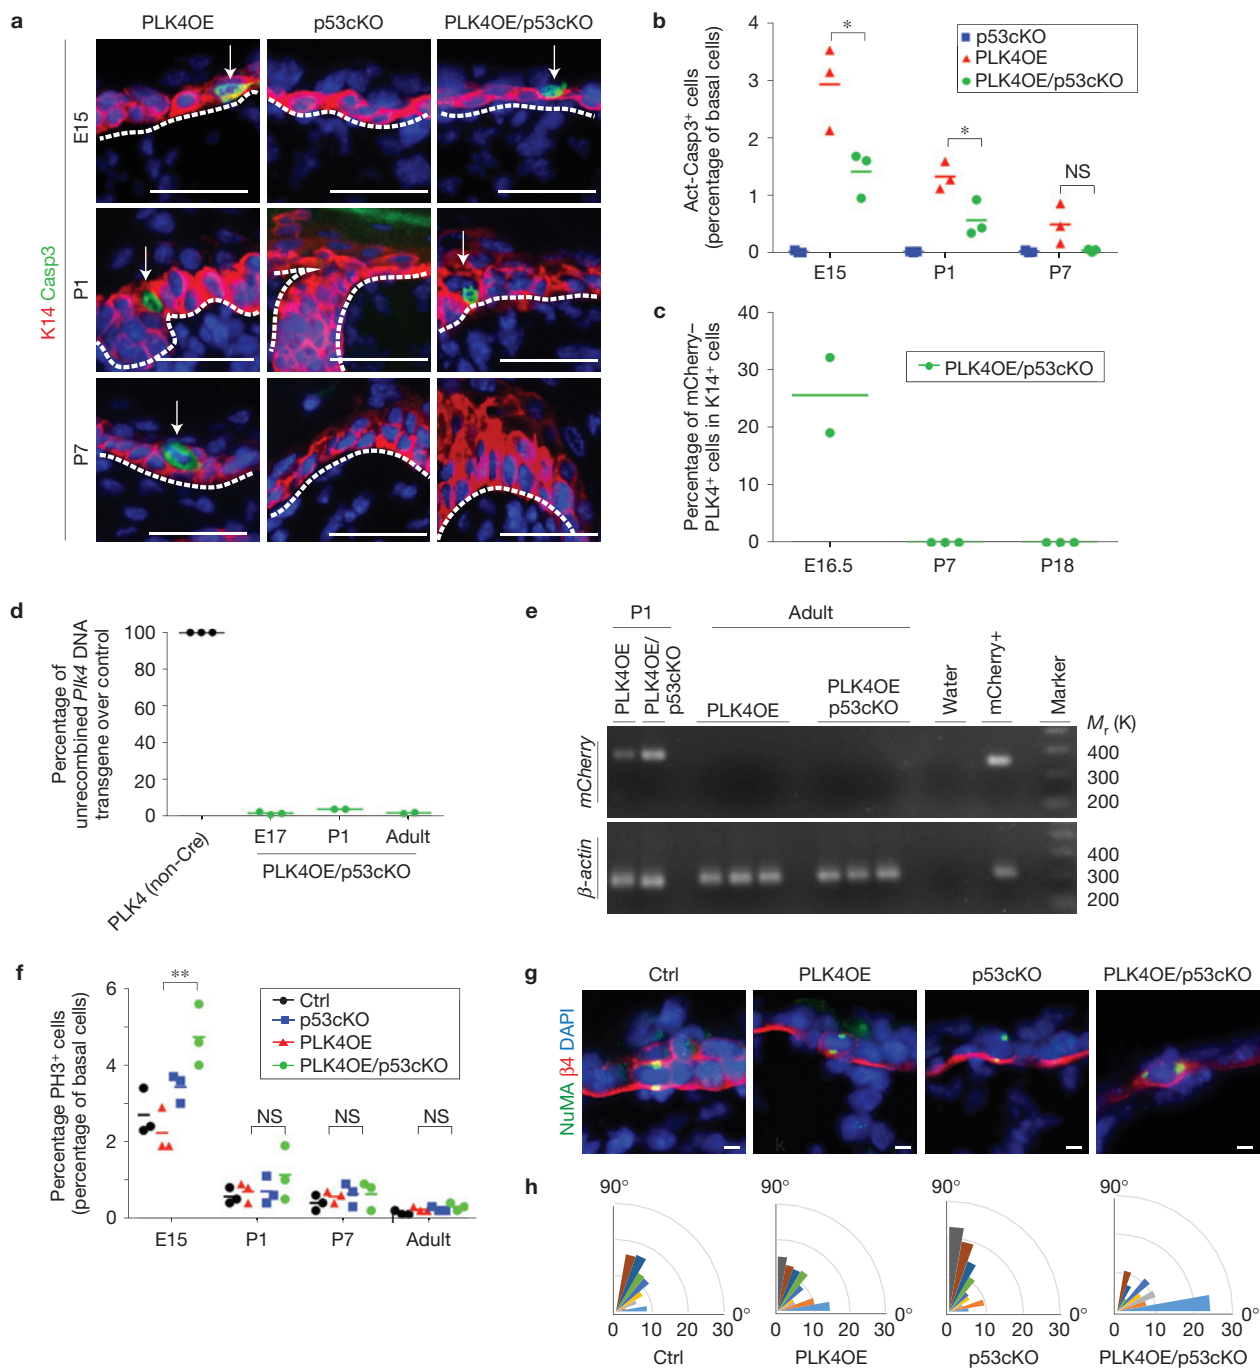 a
PLK4OE
p53cKO
PLK4OE/p53cKO
K14 Casp3
E15
P1
P7
b
Act-Casp3+ cells
(percentage of basal cells)
4
3
2
1
0
*
*
NS
p53cKO
PLK4OE
PLK4OE/p53cKO
E15
P1
P7
c
Percentage of mCherry–
PLK4+ cells in K14+ cells
40
30
20
10
0
PLK4OE/p53cKO
E16.5
P7
P18
d
Percentage of
unrecombined Plk4 DNA
transgene over control
100
80
60
40
20
0
PLK4 (non-Cre)
E17
P1
Adult
PLK4OE/p53cKO
e
P1
Adult
PLK4OE
PLK4OE/
p53cKO
PLK4OE
PLK4OE
p53cKO
Water
mCherry+
Marker
Mr (K)
mCherry
400
300
200
β-actin
400
300
200
f
Percentage PH3+ cells
(percentage of basal cells)
6
4
2
0
**
NS
NS
NS
Ctrl
p53cKO
PLK4OE
PLK4OE/p53cKO
E15
P1
P7
Adult
g
Ctrl
PLK4OE
p53cKO
PLK4OE/p53cKO
NuMA β4 DAPI
k
h
90°
90°
90°
90°
0°
0°
0°
0°
0 10 20 30
0 10 20 30
0 10 20 30
0 10 20 30
Ctrl
PLK4OE
p53cKO
PLK4OE/p53cKO